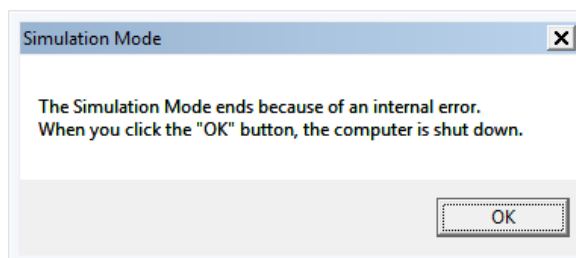 Simulation Mode
The Simulation Mode ends because of an internal error.
When you click the "OK" button, the computer is shut down.
OK